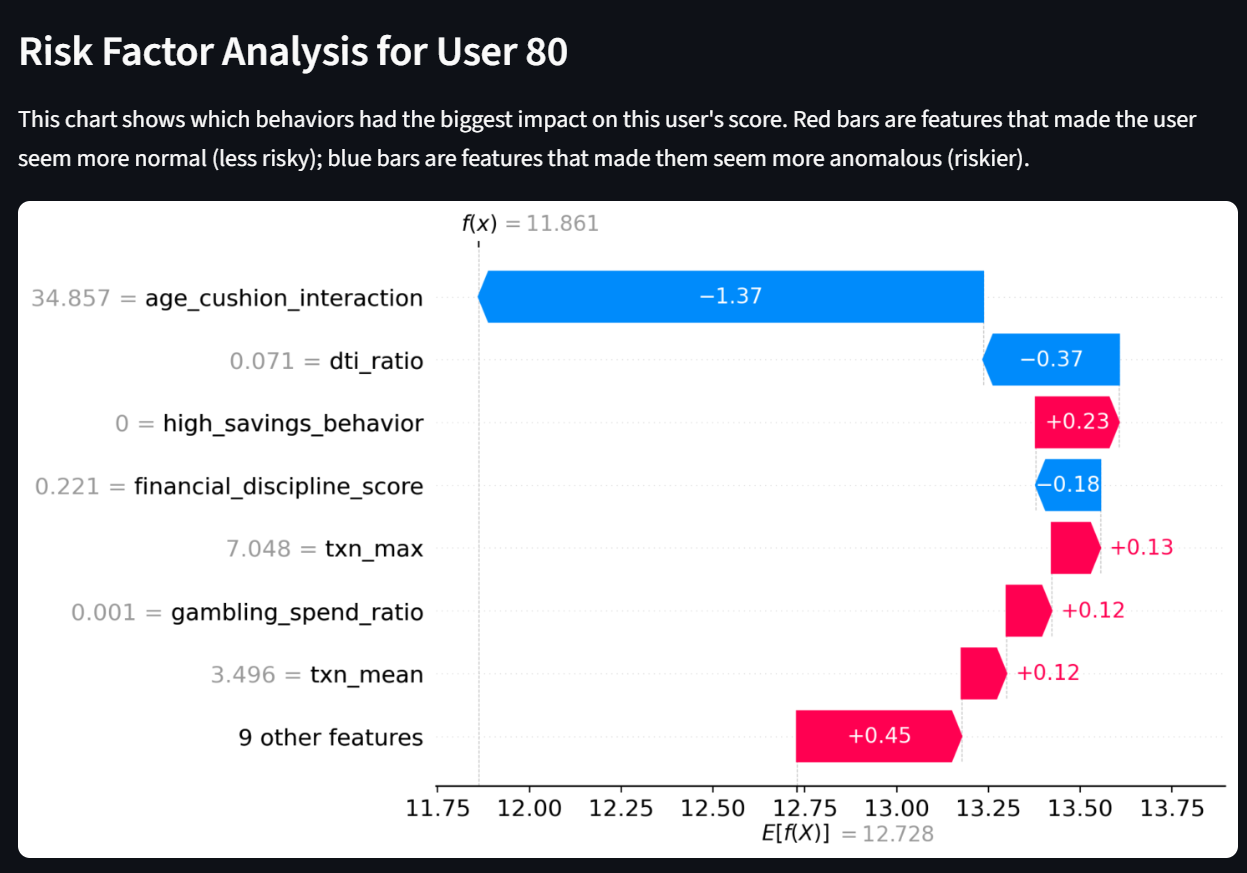 Risk Factor Analysis for User 80
This chart shows which behaviors had the biggest impact on this user's score. Red bars are features that made the user
seem more normal (less risky); blue bars are features that made them seem more anomalous (riskier).
f(x) = 11.861
34.857 = age_cushion_interaction −1.37
0.071 = dti_ratio −0.37
0 = high_savings_behavior +0.23
0.221 = financial_discipline_score −0.18
7.048 = txn_max +0.13
0.001 = gambling_spend_ratio +0.12
3.496 = txn_mean +0.12
9 other features +0.45
11.75 12.00 12.25 12.50 12.75 13.00 13.25 13.50 13.75
E[f(X)] = 12.728